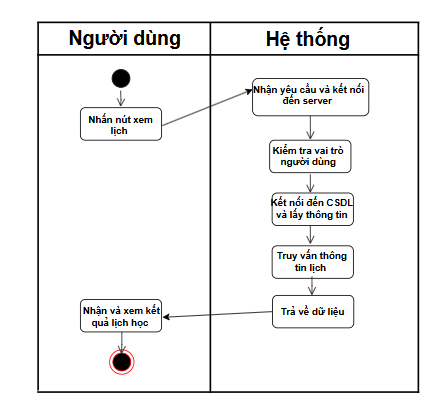 Người dùng
Hệ thống
Nhấn nút xem
lịch
Nhận yêu cầu và kết nối
đến server
Kiểm tra vai trò
người dùng
Kết nối đến CSDL
và lấy thông tin
Truy vấn thông
tin lịch
Trả về dữ liệu
Nhận và xem kết
quả lịch học